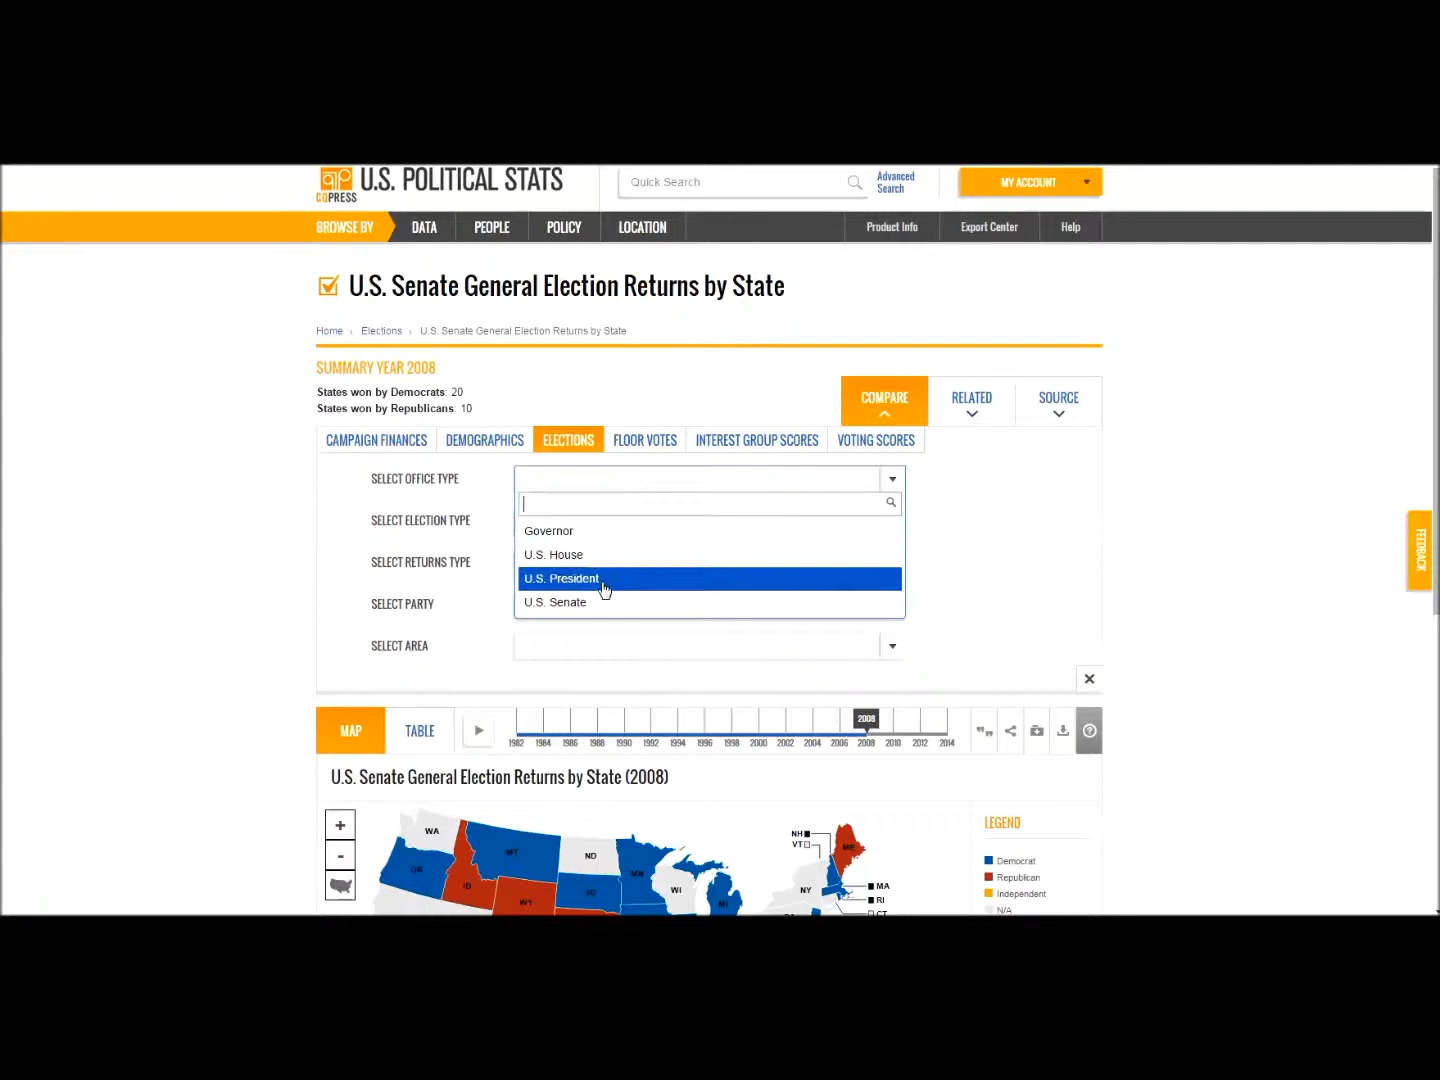 CQPRESS U.S. POLITICAL STATS
Quick Search
Advanced
Search
MY ACCOUNT
BROWSE BY DATA PEOPLE POLICY LOCATION Product Info Export Center Help
U.S. Senate General Election Returns by State
Home › Elections › U.S. Senate General Election Returns by State
SUMMARY YEAR 2008
States won by Democrats: 20
States won by Republicans: 10
COMPARE RELATED SOURCE
CAMPAIGN FINANCES DEMOGRAPHICS ELECTIONS FLOOR VOTES INTEREST GROUP SCORES VOTING SCORES
SELECT OFFICE TYPE
SELECT ELECTION TYPE
SELECT RETURNS TYPE
SELECT PARTY
SELECT AREA
Governor
U.S. House
U.S. President
U.S. Senate
FEEDBACK
MAP TABLE
2008
1982 1984 1986 1988 1990 1992 1994 1996 1998 2000 2002 2004 2006 2008 2010 2012 2014
U.S. Senate General Election Returns by State (2008)
+
-
WA MT ND OR ID WY SD MN WI MI NY
NH
VT
ME
MA
RI
CT
LEGEND
Democrat
Republican
Independent
N/A